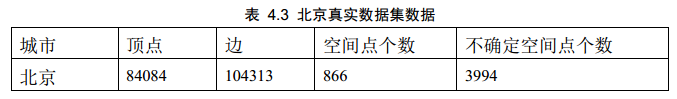 表 4.3 北京真实数据集数据
城市 顶点 边 空间点个数 不确定空间点个数
北京 84084 104313 866 3994